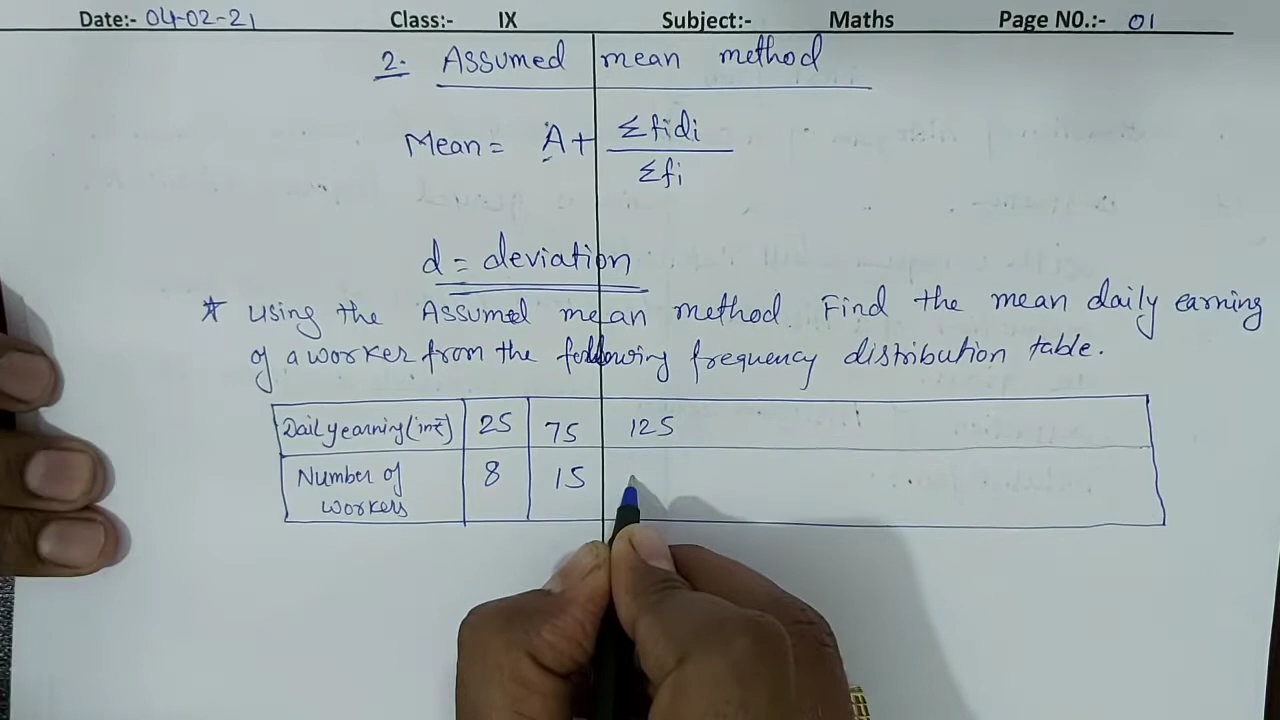 Date:- 04-02-21 Class:- IX Subject:- Maths Page NO.:- 01
2. Assumed mean method
Mean = A + Σfidi / Σfi
d = deviation
* Using the Assumed mean method. Find the mean daily earning
of a worker from the following frequency distribution table.
Daily earning (in ₹) 25 75 125
Number of workers 8 15